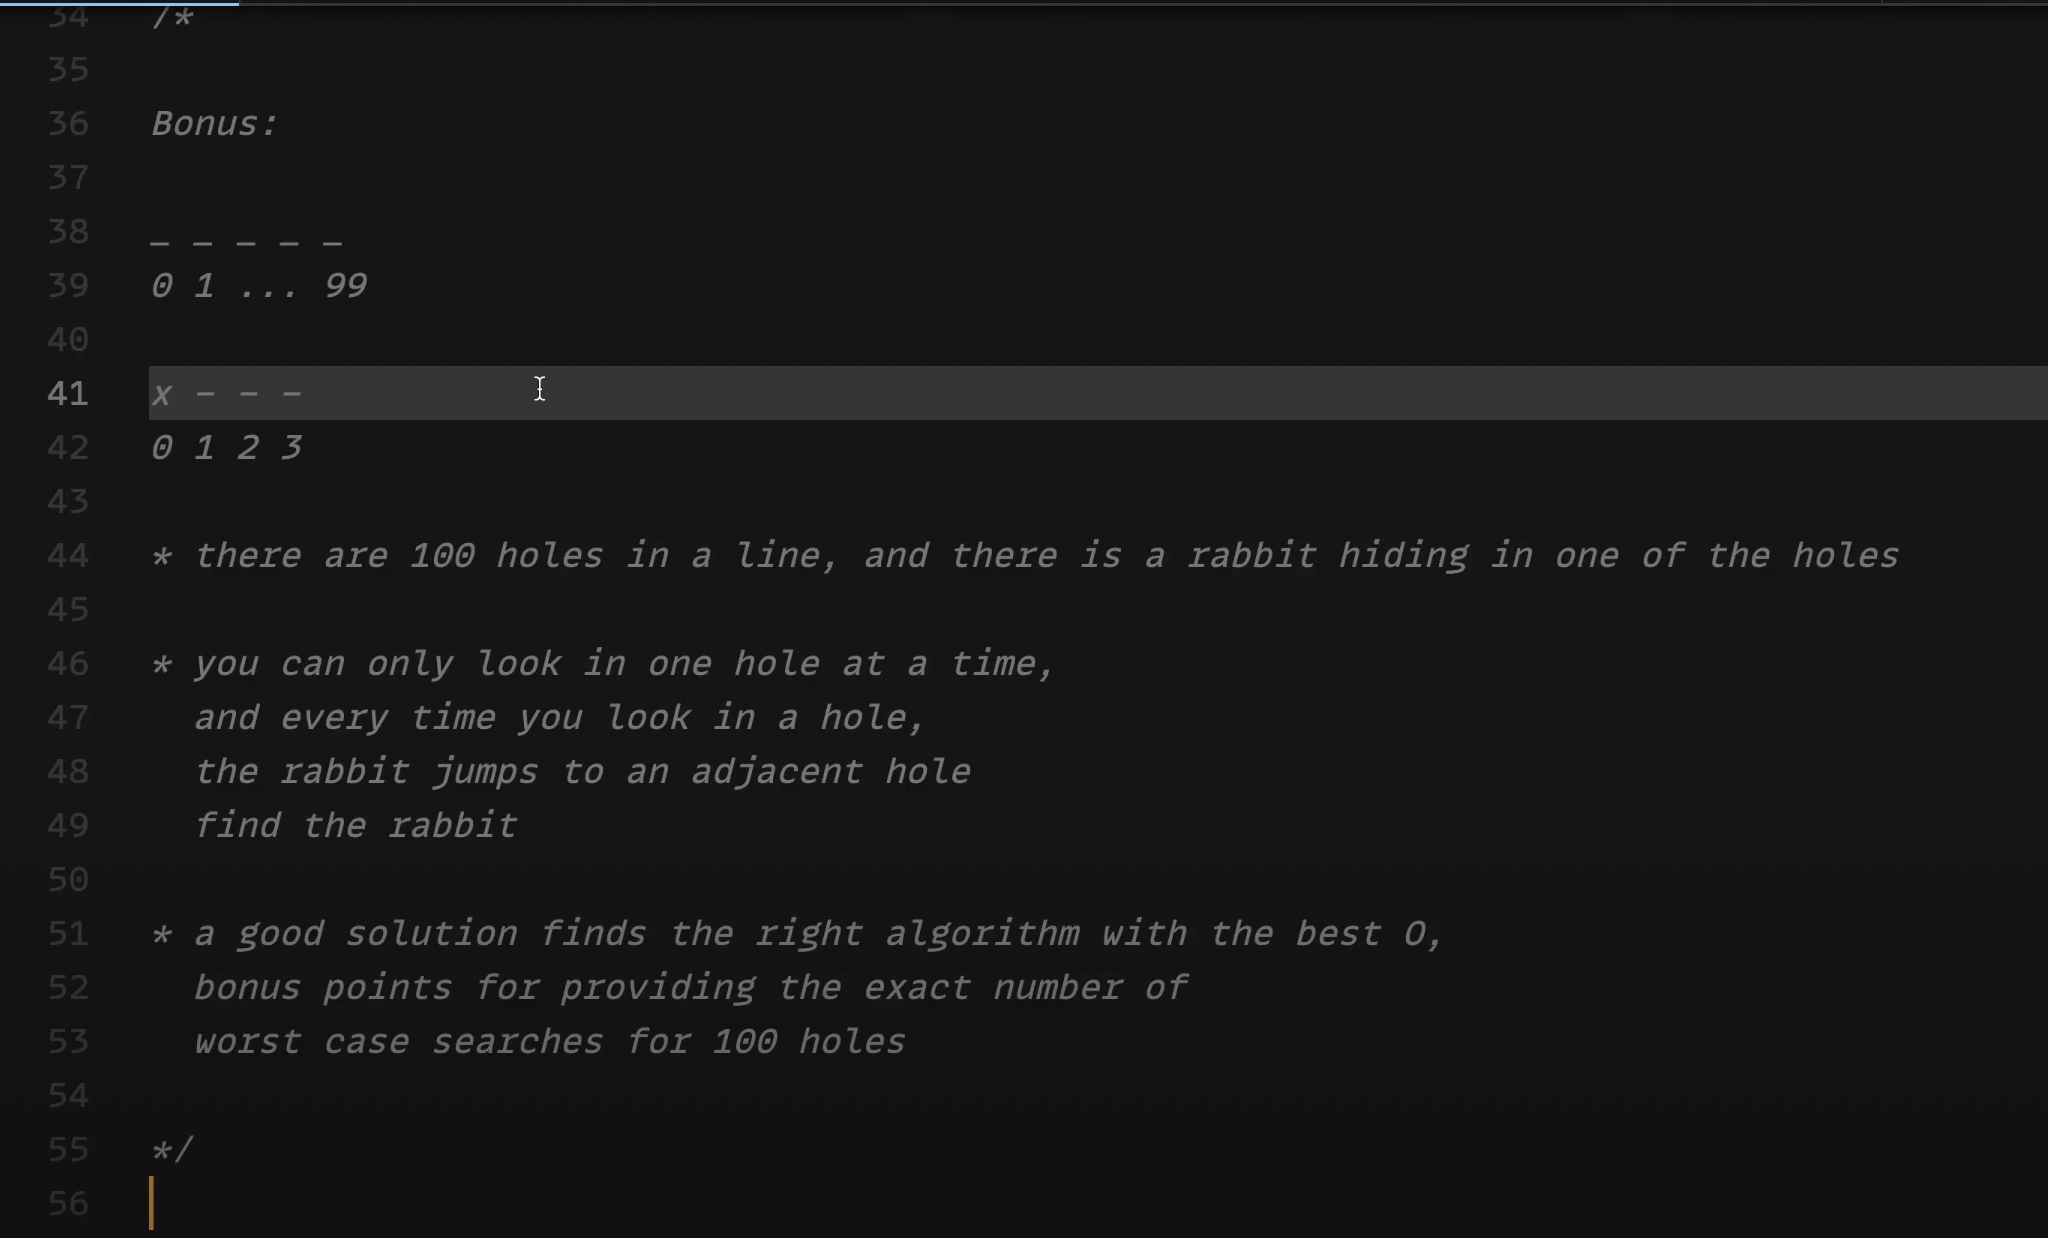 34 /*
35
36 Bonus:
37
38 _ _ _ _ _
39 0 1 ... 99
40
41 x - - -
42 0 1 2 3
43
44 * there are 100 holes in a line, and there is a rabbit hiding in one of the holes
45
46 * you can only look in one hole at a time,
47 and every time you look in a hole,
48 the rabbit jumps to an adjacent hole
49 find the rabbit
50
51 * a good solution finds the right algorithm with the best O,
52 bonus points for providing the exact number of
53 worst case searches for 100 holes
54
55 */
56